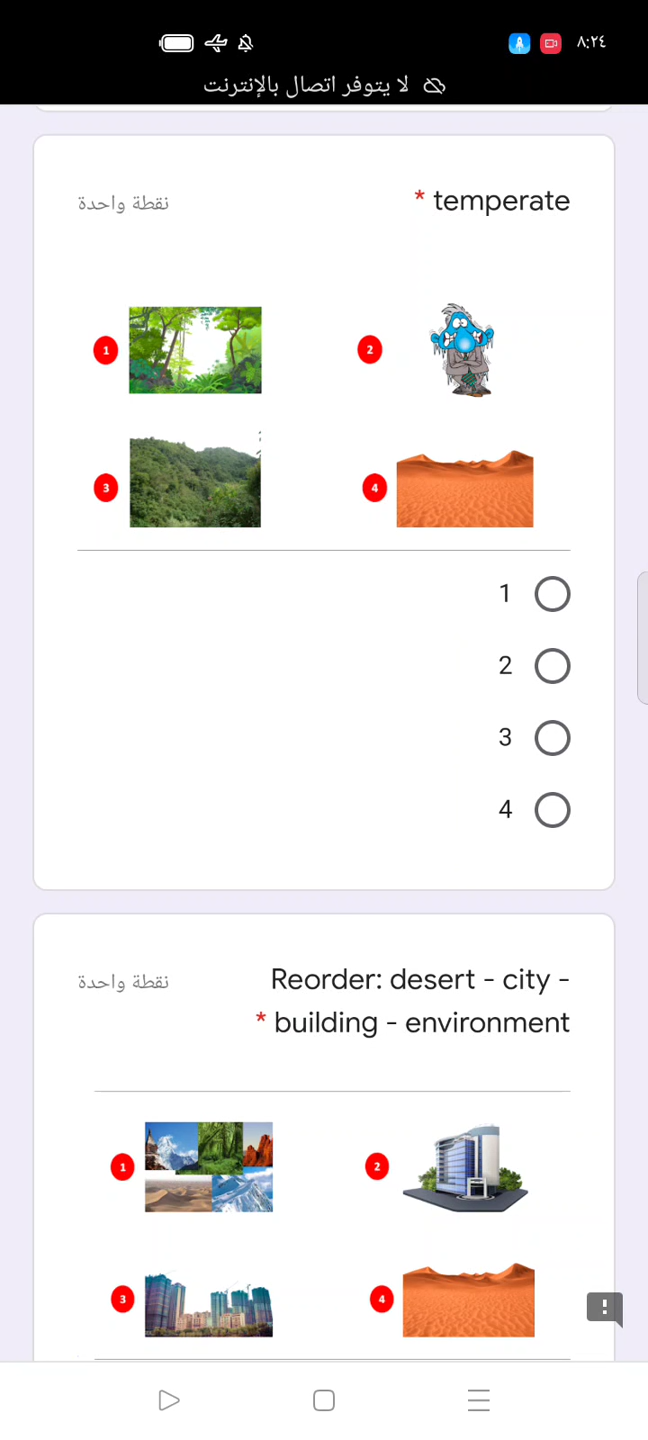 ٨:٢٤
لا يتوفر اتصال بالإنترنت
temperate *
نقطة واحدة
1
2
3
4
1
2
3
4
Reorder: desert - city -
building - environment *
نقطة واحدة
1
2
3
4